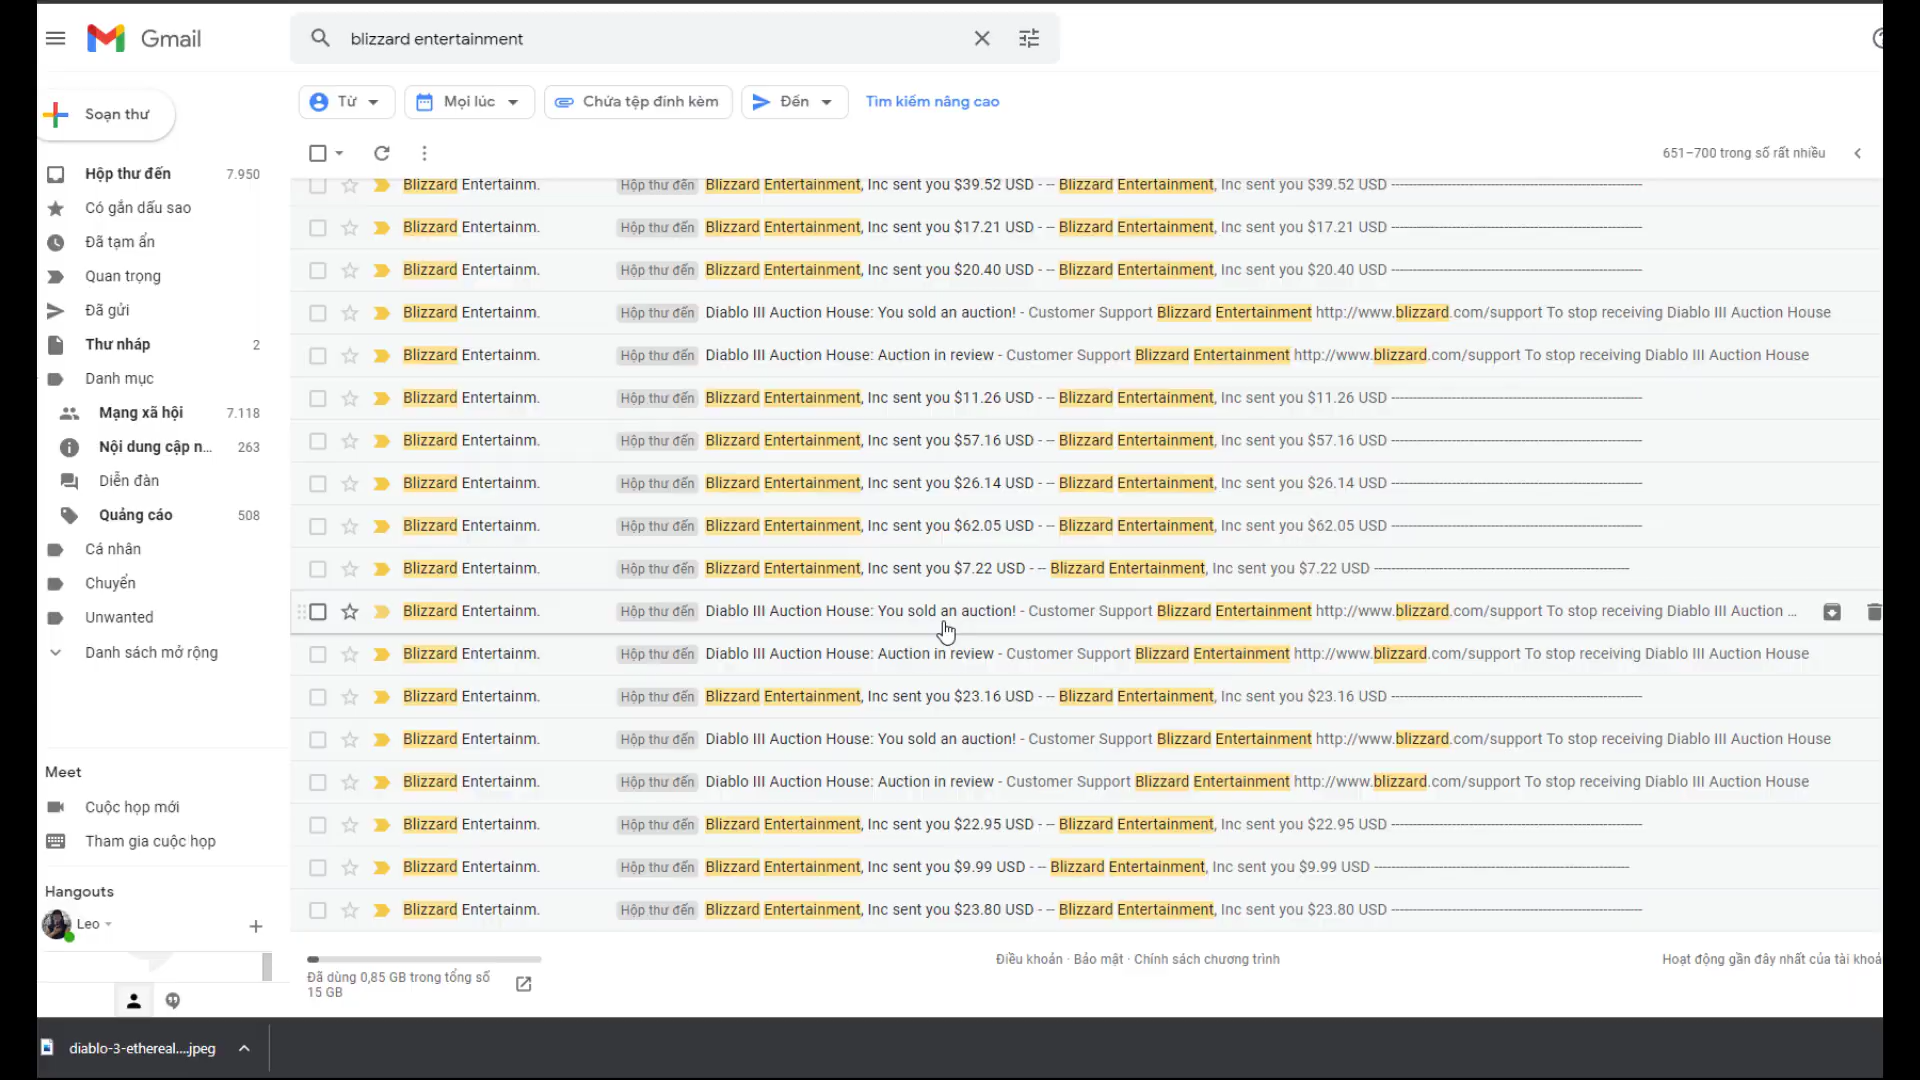 Gmail
blizzard entertainment
Từ
Mọi lúc
Chứa tệp đính kèm
Đến
Tìm kiếm nâng cao
Soạn thư
651–700 trong số rất nhiều
Hộp thư đến 7.950
Có gắn dấu sao
Đã tạm ẩn
Quan trọng
Đã gửi
Thư nháp 2
Danh mục
Mạng xã hội 7.118
Nội dung cập n... 263
Diễn đàn
Quảng cáo 508
Cá nhân
Chuyển
Unwanted
Danh sách mở rộng
Meet
Cuộc họp mới
Tham gia cuộc họp
Hangouts
Leo
Blizzard Entertainm. Hộp thư đến Blizzard Entertainment, Inc sent you $39.52 USD - -- Blizzard Entertainment, Inc sent you $39.52 USD ----------------------------------------------------------------
Blizzard Entertainm. Hộp thư đến Blizzard Entertainment, Inc sent you $17.21 USD - -- Blizzard Entertainment, Inc sent you $17.21 USD ----------------------------------------------------------------
Blizzard Entertainm. Hộp thư đến Blizzard Entertainment, Inc sent you $20.40 USD - -- Blizzard Entertainment, Inc sent you $20.40 USD ----------------------------------------------------------------
Blizzard Entertainm. Hộp thư đến Diablo III Auction House: You sold an auction! - Customer Support Blizzard Entertainment http://www.blizzard.com/support To stop receiving Diablo III Auction House
Blizzard Entertainm. Hộp thư đến Diablo III Auction House: Auction in review - Customer Support Blizzard Entertainment http://www.blizzard.com/support To stop receiving Diablo III Auction House
Blizzard Entertainm. Hộp thư đến Blizzard Entertainment, Inc sent you $11.26 USD - -- Blizzard Entertainment, Inc sent you $11.26 USD ----------------------------------------------------------------
Blizzard Entertainm. Hộp thư đến Blizzard Entertainment, Inc sent you $57.16 USD - -- Blizzard Entertainment, Inc sent you $57.16 USD ----------------------------------------------------------------
Blizzard Entertainm. Hộp thư đến Blizzard Entertainment, Inc sent you $26.14 USD - -- Blizzard Entertainment, Inc sent you $26.14 USD ----------------------------------------------------------------
Blizzard Entertainm. Hộp thư đến Blizzard Entertainment, Inc sent you $62.05 USD - -- Blizzard Entertainment, Inc sent you $62.05 USD ----------------------------------------------------------------
Blizzard Entertainm. Hộp thư đến Blizzard Entertainment, Inc sent you $7.22 USD - -- Blizzard Entertainment, Inc sent you $7.22 USD ----------------------------------------------------------------
Blizzard Entertainm. Hộp thư đến Diablo III Auction House: You sold an auction! - Customer Support Blizzard Entertainment http://www.blizzard.com/support To stop receiving Diablo III Auction ...
Blizzard Entertainm. Hộp thư đến Diablo III Auction House: Auction in review - Customer Support Blizzard Entertainment http://www.blizzard.com/support To stop receiving Diablo III Auction House
Blizzard Entertainm. Hộp thư đến Blizzard Entertainment, Inc sent you $23.16 USD - -- Blizzard Entertainment, Inc sent you $23.16 USD ----------------------------------------------------------------
Blizzard Entertainm. Hộp thư đến Diablo III Auction House: You sold an auction! - Customer Support Blizzard Entertainment http://www.blizzard.com/support To stop receiving Diablo III Auction House
Blizzard Entertainm. Hộp thư đến Diablo III Auction House: Auction in review - Customer Support Blizzard Entertainment http://www.blizzard.com/support To stop receiving Diablo III Auction House
Blizzard Entertainm. Hộp thư đến Blizzard Entertainment, Inc sent you $22.95 USD - -- Blizzard Entertainment, Inc sent you $22.95 USD ----------------------------------------------------------------
Blizzard Entertainm. Hộp thư đến Blizzard Entertainment, Inc sent you $9.99 USD - -- Blizzard Entertainment, Inc sent you $9.99 USD ----------------------------------------------------------------
Blizzard Entertainm. Hộp thư đến Blizzard Entertainment, Inc sent you $23.80 USD - -- Blizzard Entertainment, Inc sent you $23.80 USD ----------------------------------------------------------------
Đã dùng 0,85 GB trong tổng số
15 GB
Điều khoản · Bảo mật · Chính sách chương trình
Hoạt động gần đây nhất của tài khoả
diablo-3-ethereal....jpeg